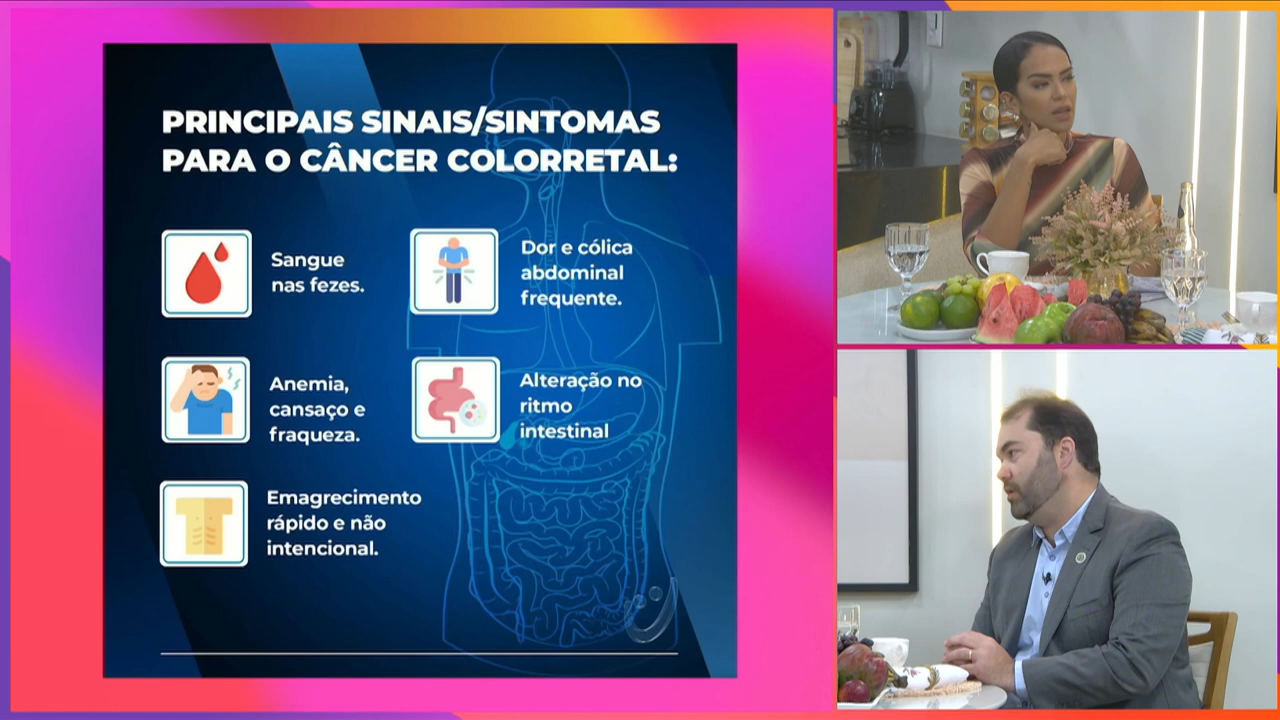 PRINCIPAIS SINAIS/SINTOMAS
PARA O CÂNCER COLORRETAL:
Sangue
nas fezes.
Dor e cólica
abdominal
frequente.
Anemia,
cansaço e
fraqueza.
Alteração no
ritmo
intestinal
Emagrecimento
rápido e não
intencional.